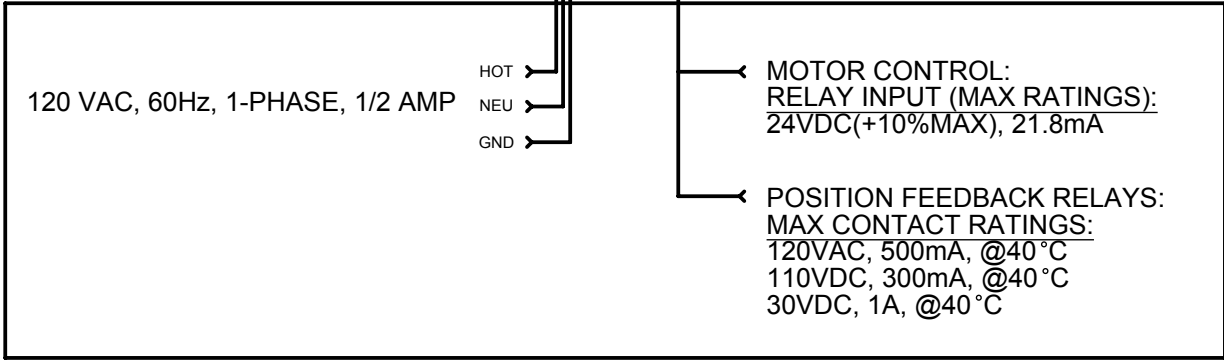 120 VAC, 60Hz, 1-PHASE, 1/2 AMP
HOT
NEU
GND
MOTOR CONTROL:
RELAY INPUT (MAX RATINGS):
24VDC(+10%MAX), 21.8mA
POSITION FEEDBACK RELAYS:
MAX CONTACT RATINGS:
120VAC, 500mA, @40°C
110VDC, 300mA, @40°C
30VDC, 1A, @40°C